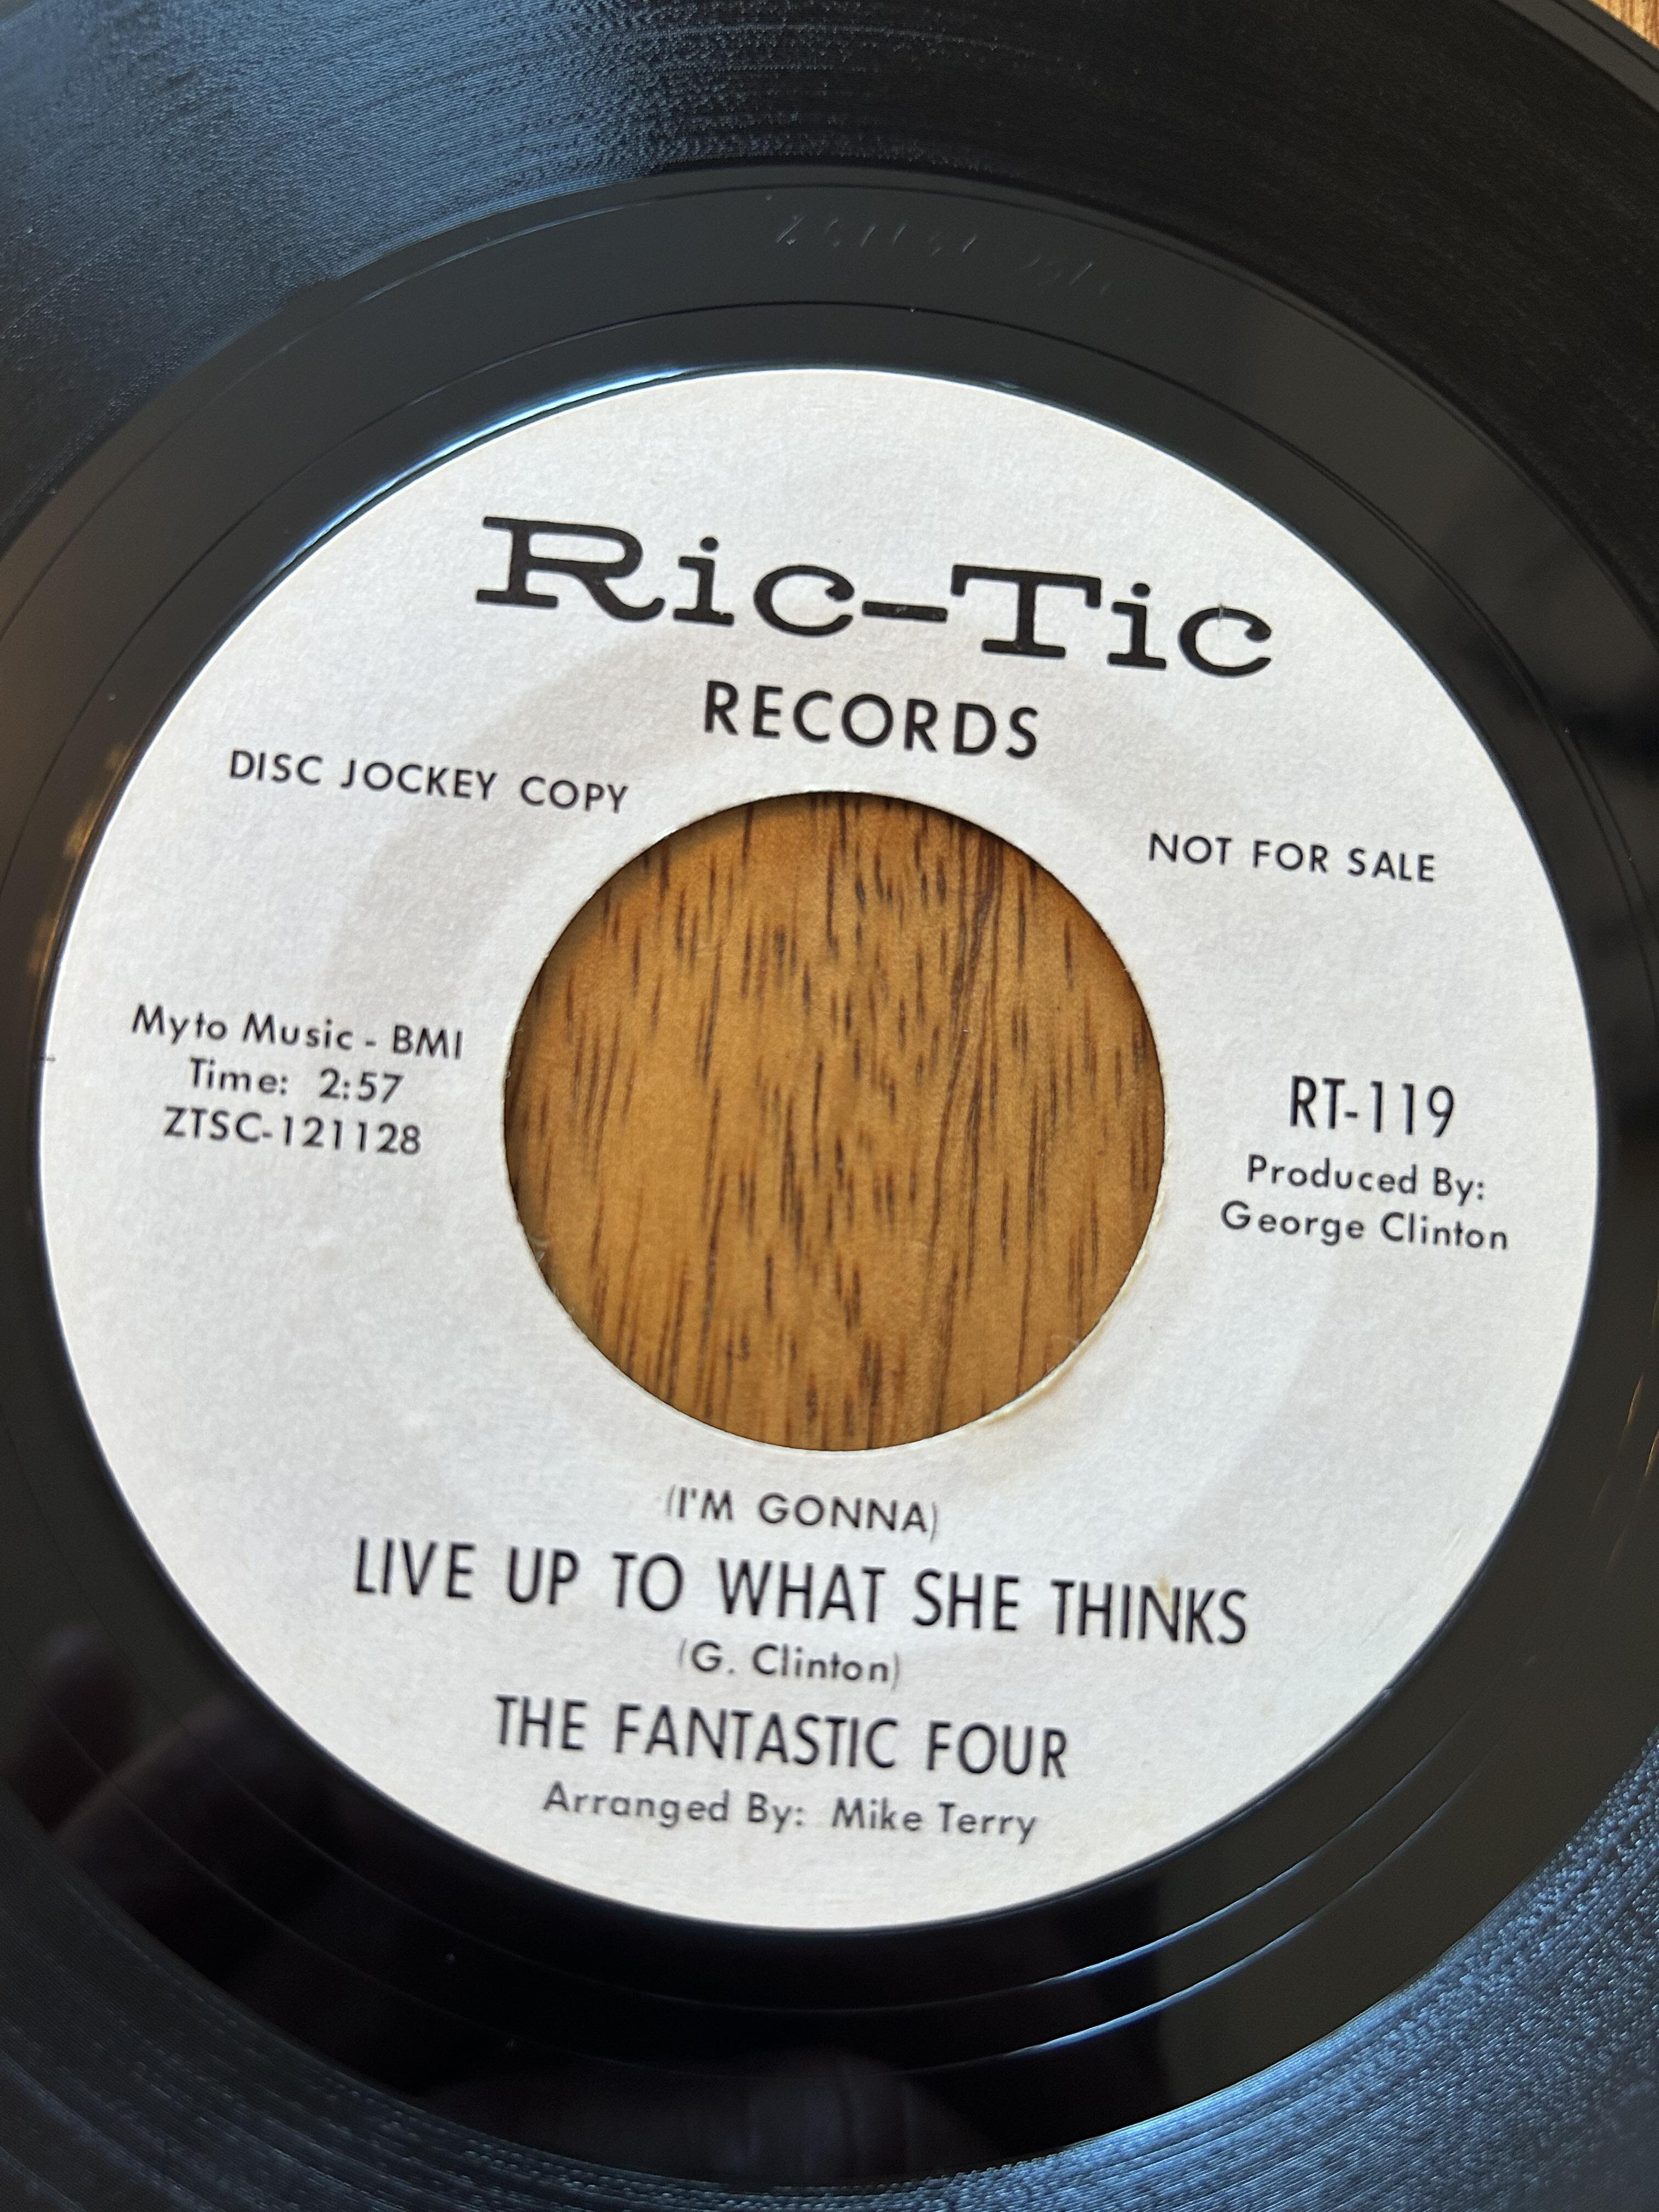 Ric-Tic
RECORDS
DISC JOCKEY COPY
NOT FOR SALE
Myto Music - BMI
Time: 2:57
ZTSC-121128
RT-119
Produced By:
George Clinton
(I'M GONNA)
LIVE UP TO WHAT SHE THINKS
(G. Clinton)
THE FANTASTIC FOUR
Arranged By: Mike Terry